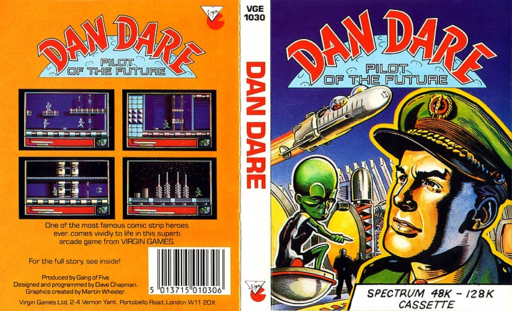 DAN DARE
PILOT
OF THE FUTURE
One of the most famous comic strip heroes
ever, comes vividly to life in this superb
arcade game from VIRGIN GAMES.
For the full story, see inside!
Produced by Gang of Five
Designed and programmed by Dave Chapman.
Graphics created by Martin Wheeler.
Virgin Games Ltd. 2-4 Vernon Yard, Portobello Road, London W11 2DX
5 013715 010306
VGE
1030
DAN DARE
DAN DARE
PILOT
OF THE FUTURE
SPECTRUM 48K - 128K
CASSETTE